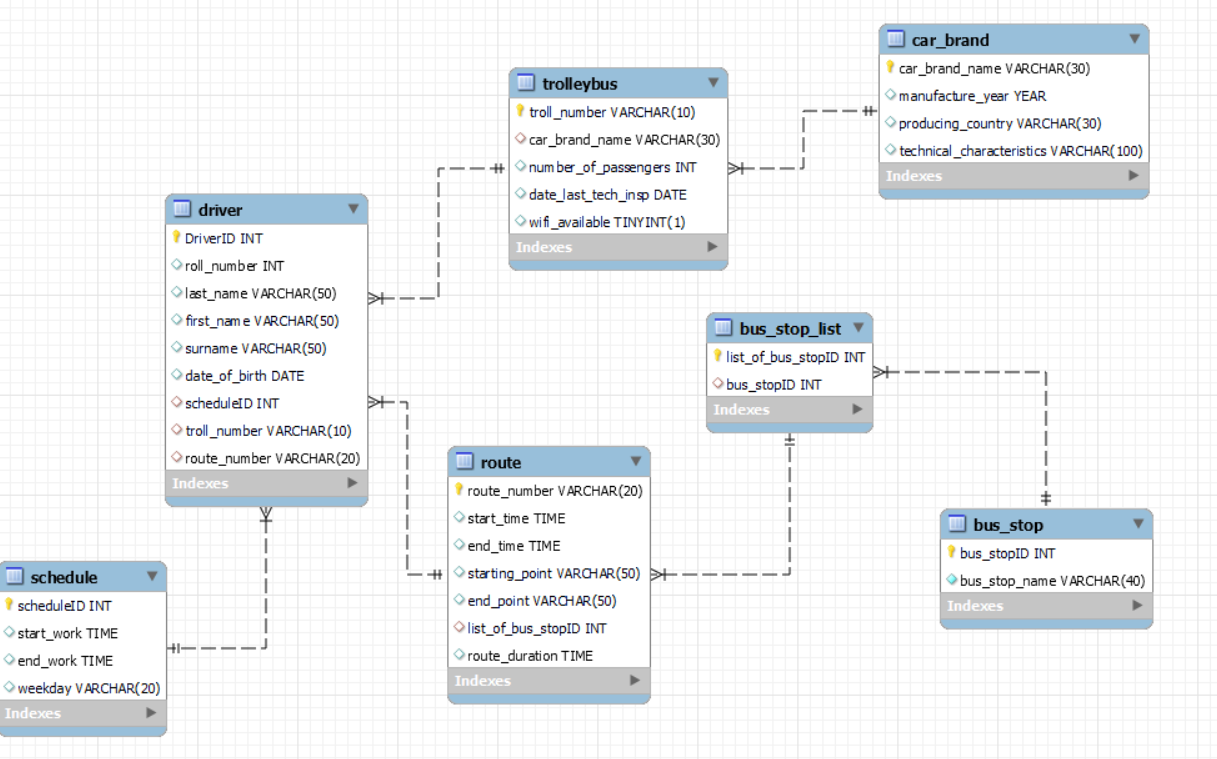 car_brand
car_brand_name VARCHAR(30)
manufacture_year YEAR
producing_country VARCHAR(30)
technical_characteristics VARCHAR(100)
Indexes
trolleybus
troll_number VARCHAR(10)
car_brand_name VARCHAR(30)
number_of_passengers INT
date_last_tech_insp DATE
wifi_available TINYINT(1)
Indexes
driver
DriverID INT
roll_number INT
last_name VARCHAR(50)
first_name VARCHAR(50)
surname VARCHAR(50)
date_of_birth DATE
scheduleID INT
troll_number VARCHAR(10)
route_number VARCHAR(20)
Indexes
bus_stop_list
list_of_bus_stopID INT
bus_stopID INT
Indexes
route
route_number VARCHAR(20)
start_time TIME
end_time TIME
starting_point VARCHAR(50)
end_point VARCHAR(50)
list_of_bus_stopID INT
route_duration TIME
Indexes
bus_stop
bus_stopID INT
bus_stop_name VARCHAR(40)
Indexes
schedule
scheduleID INT
start_work TIME
end_work TIME
weekday VARCHAR(20)
Indexes